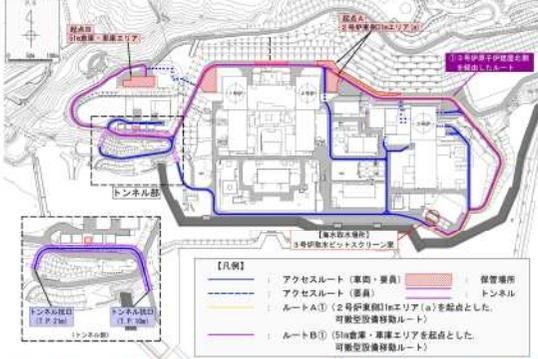 起点B
51m倉庫・車庫エリア
起点A
2号炉東側31mエリア(a)
①3号炉原子炉建屋北側
を経由したルート
トンネル部
【海水取水場所】
3号炉取水ピットスクリーン室
トンネル坑口
(T.P.21m)
トンネル坑口
(T.P.10m)
(トンネル部)
【凡例】
: アクセスルート(車両・要員)
: 保管場所
: アクセスルート(要員)
: トンネル
: ルートA①(2号炉東側31mエリア(a)を起点とした
可搬型設備移動ルート)
: ルートB①(51m倉庫・車庫エリアを起点とした
可搬型設備移動ルート)